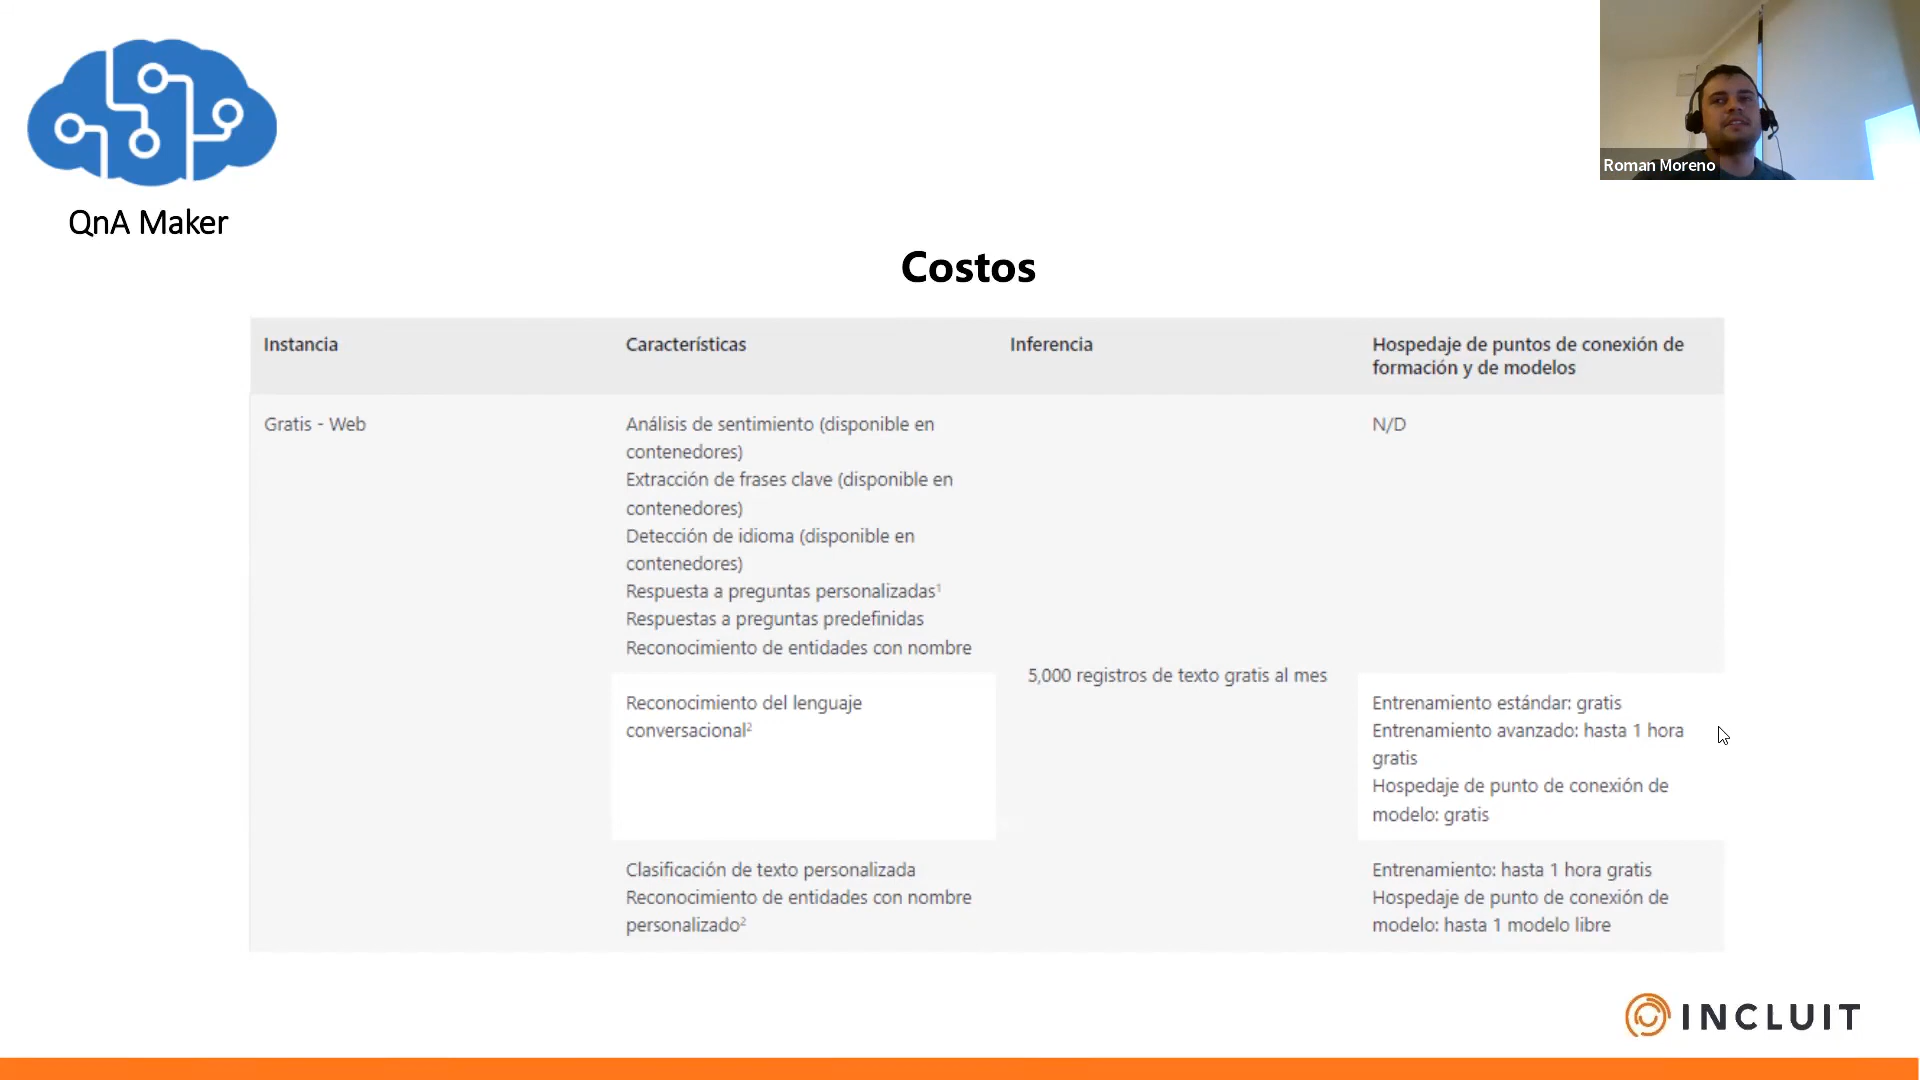 Roman Moreno
QnA Maker
Costos
Instancia
Características
Inferencia
Hospedaje de puntos de conexión de
formación y de modelos
Gratis - Web
Análisis de sentimiento (disponible en
contenedores)
Extracción de frases clave (disponible en
contenedores)
Detección de idioma (disponible en
contenedores)
Respuesta a preguntas personalizadas¹
Respuestas a preguntas predefinidas
Reconocimiento de entidades con nombre
N/D
5,000 registros de texto gratis al mes
Reconocimiento del lenguaje
conversacional²
Entrenamiento estándar: gratis
Entrenamiento avanzado: hasta 1 hora
gratis
Hospedaje de punto de conexión de
modelo: gratis
Clasificación de texto personalizada
Reconocimiento de entidades con nombre
personalizado²
Entrenamiento: hasta 1 hora gratis
Hospedaje de punto de conexión de
modelo: hasta 1 modelo libre
INCLUIT